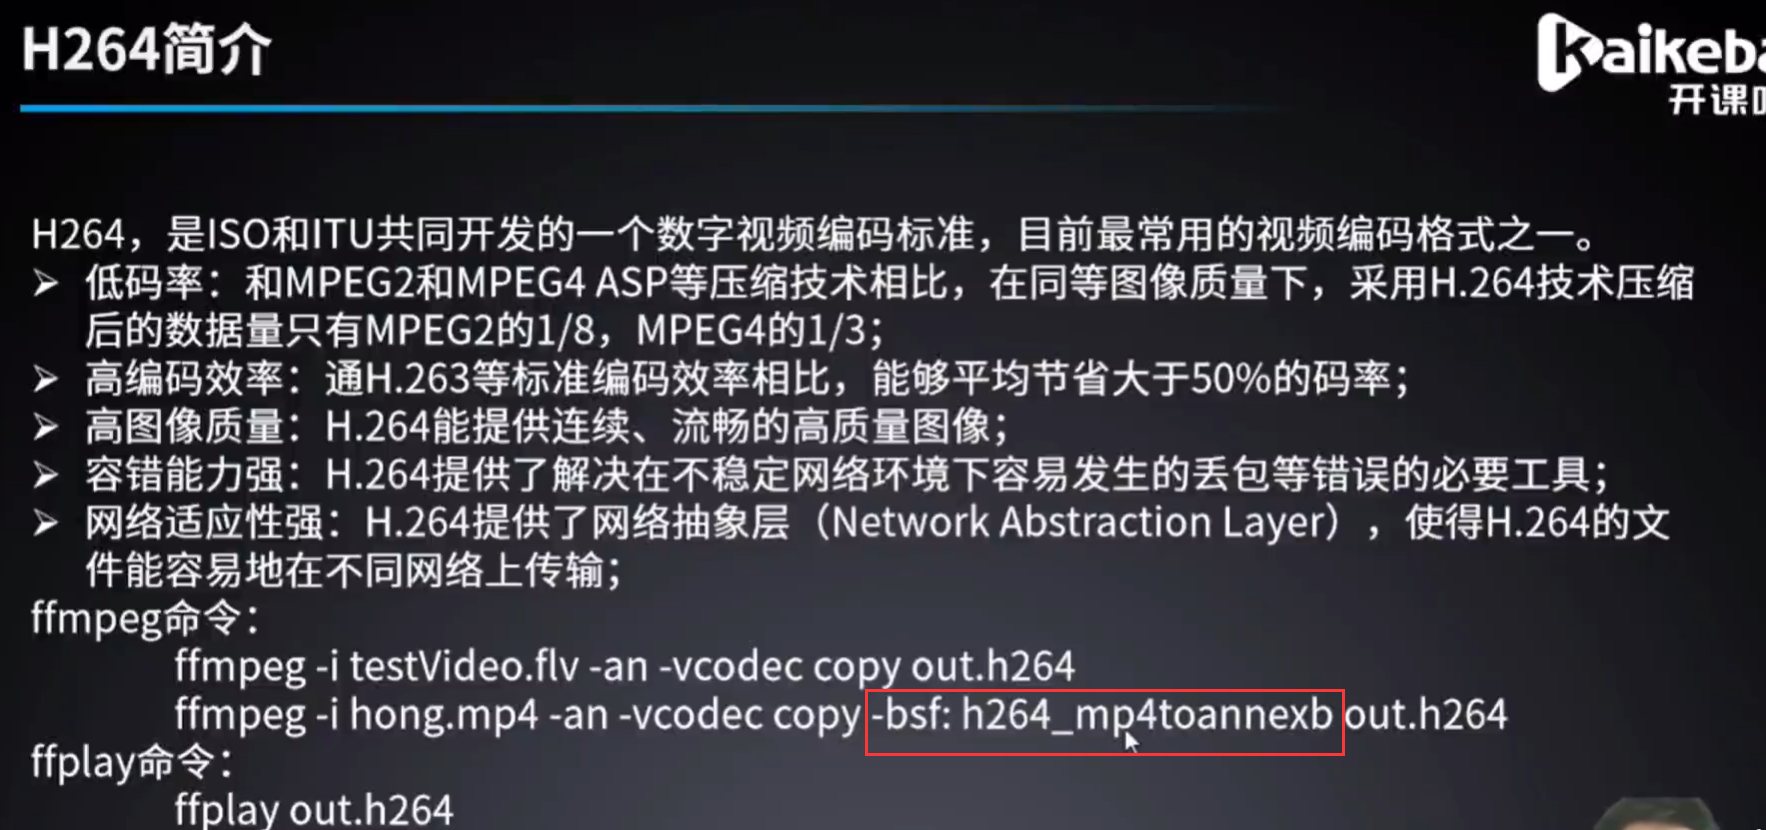 H264简介
kaikeba
开课吧
H264，是ISO和ITU共同开发的一个数字视频编码标准，目前最常用的视频编码格式之一。
➤ 低码率：和MPEG2和MPEG4 ASP等压缩技术相比，在同等图像质量下，采用H.264技术压缩
后的数据量只有MPEG2的1/8，MPEG4的1/3；
➤ 高编码效率：通H.263等标准编码效率相比，能够平均节省大于50%的码率；
➤ 高图像质量：H.264能提供连续、流畅的高质量图像；
➤ 容错能力强：H.264提供了解决在不稳定网络环境下容易发生的丢包等错误的必要工具；
➤ 网络适应性强：H.264提供了网络抽象层（Network Abstraction Layer），使得H.264的文
件能容易地在不同网络上传输；
ffmpeg命令：
ffmpeg -i testVideo.flv -an -vcodec copy out.h264
ffmpeg -i hong.mp4 -an -vcodec copy -bsf: h264_mp4toannexb out.h264
ffplay命令：
ffplay out.h264